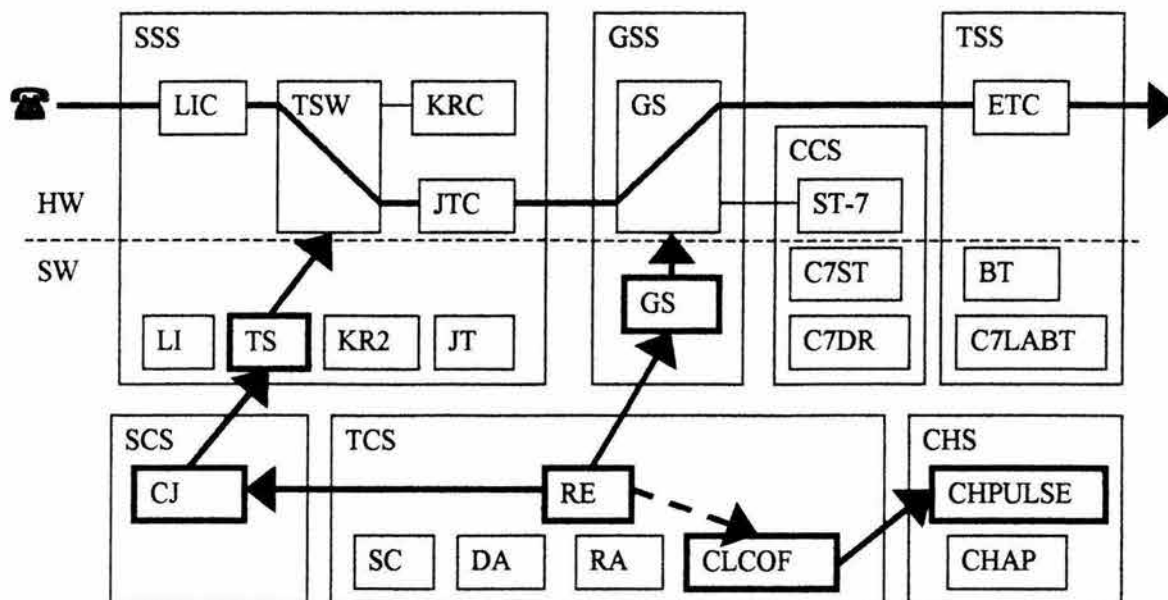 SSS
GSS
TSS
LIC
TSW
KRC
GS
ETC
CCS
HW
JTC
ST-7
SW
C7ST
BT
GS
LI
TS
KR2
JT
C7DR
C7LABT
SCS
TCS
CHS
CJ
RE
CHPULSE
SC
DA
RA
CLCOF
CHAP